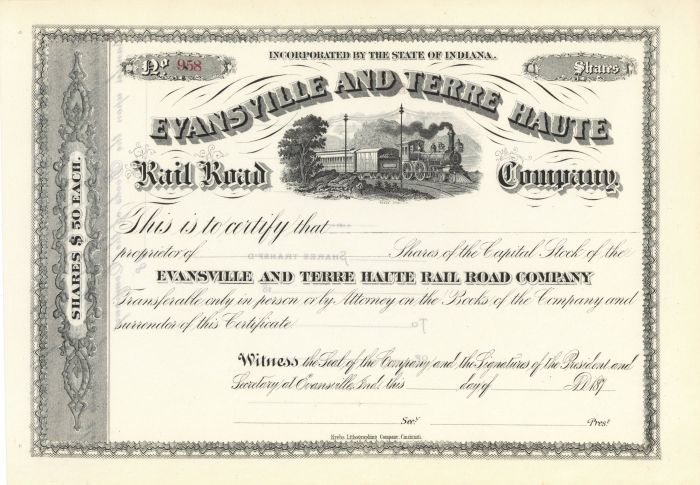 INCORPORATED BY THE STATE OF INDIANA.
No 958
Shares
EVANSVILLE AND TERRE HAUTE
Rail Road Company.
SHARES $50 EACH.
This is to certify that
proprietor of Shares of the Capital Stock of the
EVANSVILLE AND TERRE HAUTE RAIL ROAD COMPANY
Transferable only in person or by Attorney on the Books of the Company and
surrender of this Certificate
Witness the Seal of the Company and the Signatures of the President and
Secretary at Evansville, Ind. this day of AD 187
Secy. Prest.
Krebs Lithographing Company, Cincinnati.